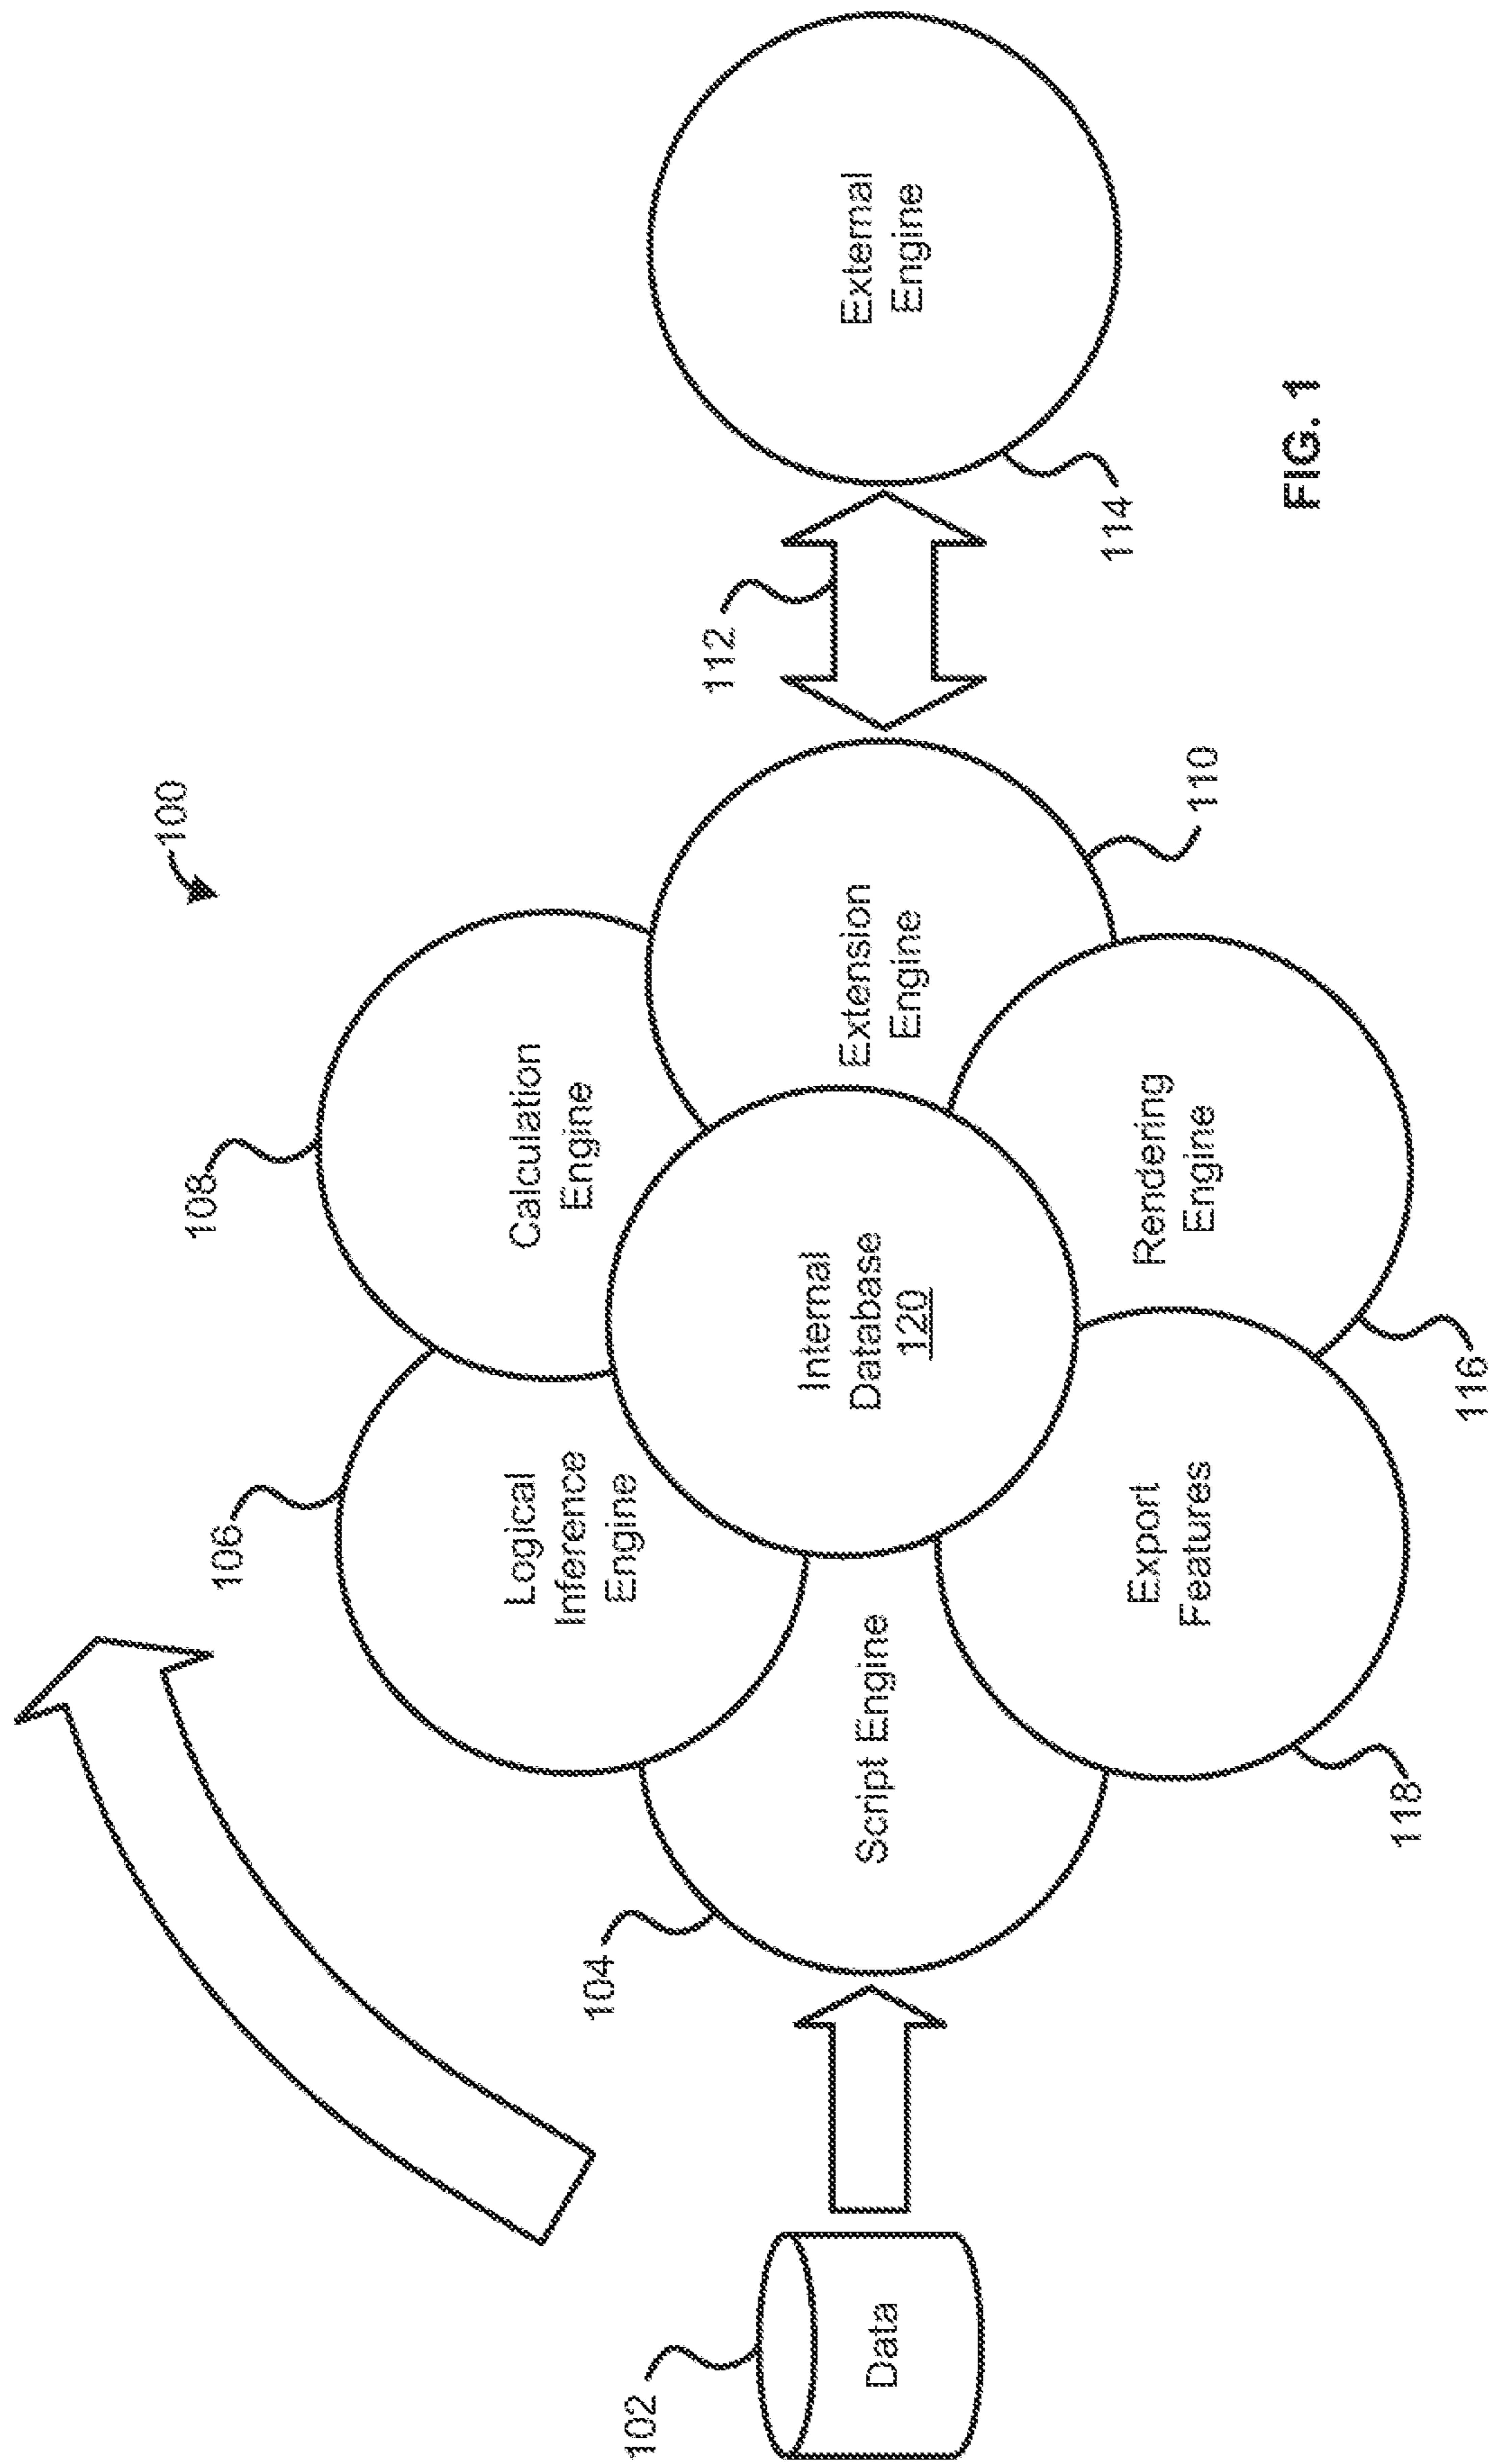 100
108
Calculation
Engine
106
Logical
Inference
Engine
104
Script Engine
102
Data
Internal
Database
120
Extension
Engine
110
112
External
Engine
114
Rendering
Engine
116
Export
Features
118
FIG. 1